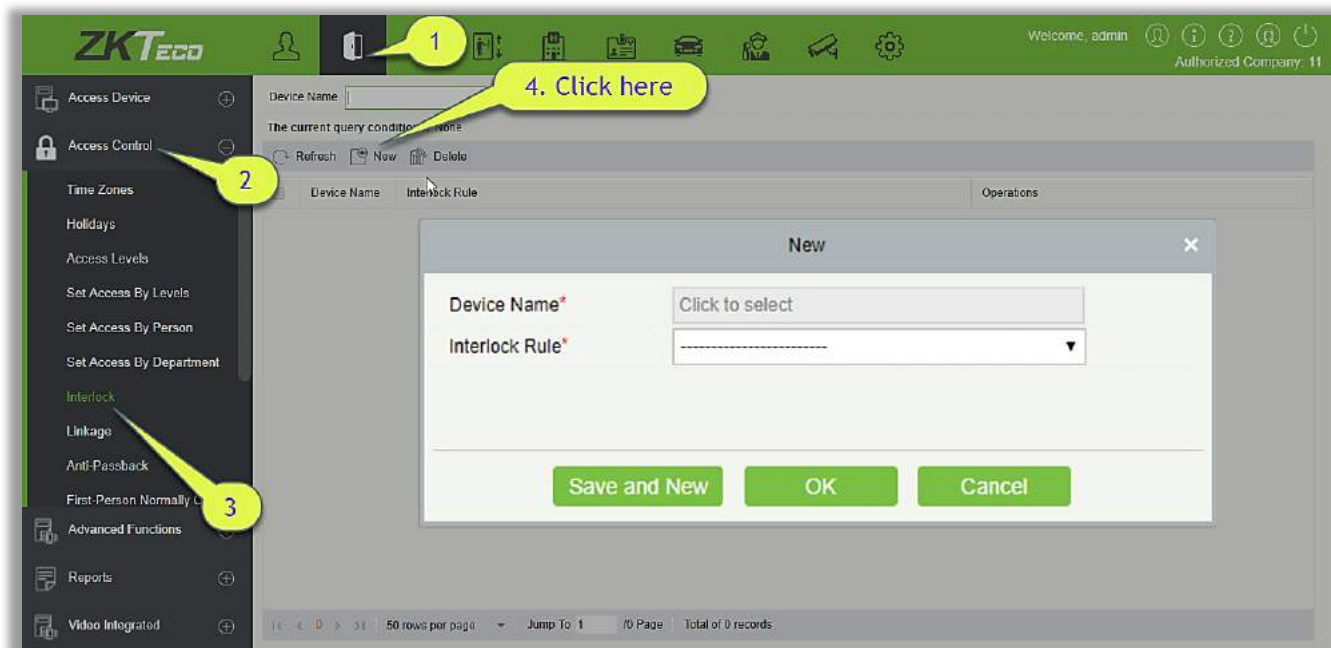 ZKTECO
1
Welcome, admin
Authorized Company: 11
4. Click here
Access Device
Device Name
The current query conditions None
Access Control
Refresh New Delete
2
Time Zones
Device Name Interlock Rule Operations
Holidays
Access Levels
Set Access By Levels
Set Access By Person
Set Access By Department
Interlock
Linkage
Anti-Passback
First-Person Normally
3
Advanced Functions
Reports
Video Integrated
New
Device Name* Click to select
Interlock Rule* ------------------------
Save and New OK Cancel
0 50 rows per page Jump To 1 /0 Page Total of 0 records